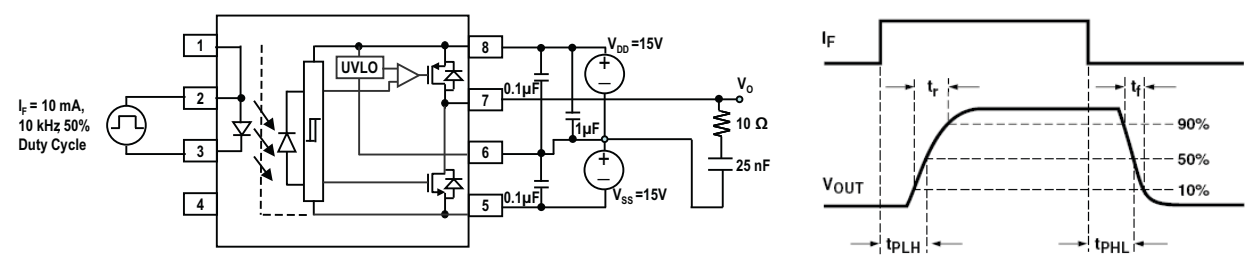 I_F = 10 mA,
10 kHz 50%
Duty Cycle
1
2
3
4
UVLO
8
7
6
5
0.1µF
0.1µF
1µF
V_DD=15V
+
−
+
−
V_SS=15V
V_O
10 Ω
25 nF
I_F
t_r
t_f
90%
50%
10%
V_OUT
t_PLH
t_PHL